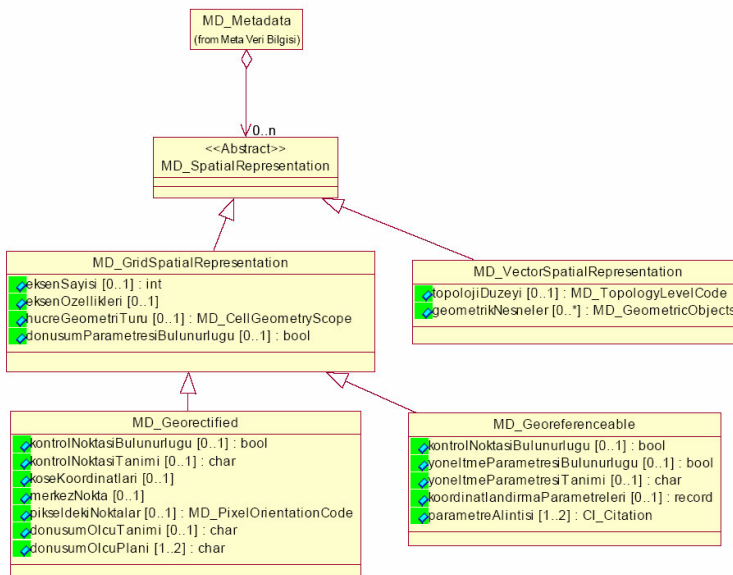 MD_Metadata
(from Meta Veri Bilgisi)
0..n
<<Abstract>>
MD_SpatialRepresentation
MD_GridSpatialRepresentation
eksenSayisi [0..1] : int
eksenOzellikleri [0..1]
hucreGeometriTuru [0..1] : MD_CellGeometryScope
donusumParametresiBulunurlugu [0..1] : bool
MD_VectorSpatialRepresentation
topolojiDuzeyi [0..1] : MD_TopologyLevelCode
geometrikNesneler [0..*] : MD_GeometricObjects
MD_Georectified
kontrolNoktasiBulunurlugu [0..1] : bool
kontrolNoktasiTanimi [0..1] : char
koseKoordinatlari [0..1]
merkezNokta [0..1]
pikseldekiNoktalar [0..1] : MD_PixelOrientationCode
donusumOlcuTanimi [0..1] : char
donusumOlcuPlani [1..2] : char
MD_Georeferenceable
kontrolNoktasiBulunurlugu [0..1] : bool
yoneltmeParametresiBulunurlugu [0..1] : bool
yoneltmeParametresiTanimi [0..1] : char
koordinatlandirmaParametreleri [0..1] : record
parametreAlintisi [1..2] : CI_Citation